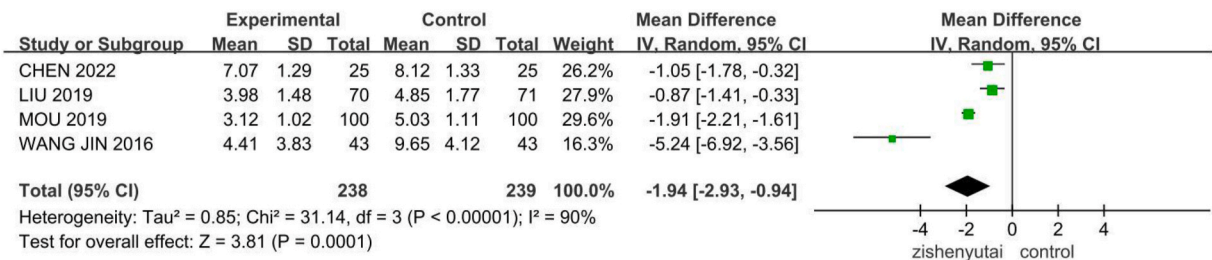 Experimental Control Mean Difference Mean Difference
Study or Subgroup Mean SD Total Mean SD Total Weight IV, Random, 95% CI IV, Random, 95% CI
CHEN 2022 7.07 1.29 25 8.12 1.33 25 26.2% -1.05 [-1.78, -0.32]
LIU 2019 3.98 1.48 70 4.85 1.77 71 27.9% -0.87 [-1.41, -0.33]
MOU 2019 3.12 1.02 100 5.03 1.11 100 29.6% -1.91 [-2.21, -1.61]
WANG JIN 2016 4.41 3.83 43 9.65 4.12 43 16.3% -5.24 [-6.92, -3.56]
Total (95% CI) 238 239 100.0% -1.94 [-2.93, -0.94]
Heterogeneity: Tau² = 0.85; Chi² = 31.14, df = 3 (P < 0.00001); I² = 90%
Test for overall effect: Z = 3.81 (P = 0.0001)
-4 -2 0 2 4
zishenyutai control